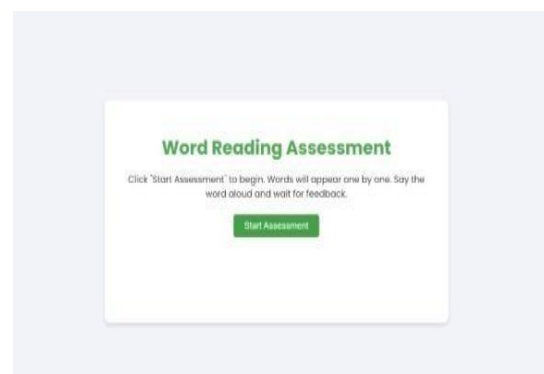 Word Reading Assessment
Click "Start Assessment" to begin. Words will appear one by one. Say the
word aloud and wait for feedback.
Start Assessment